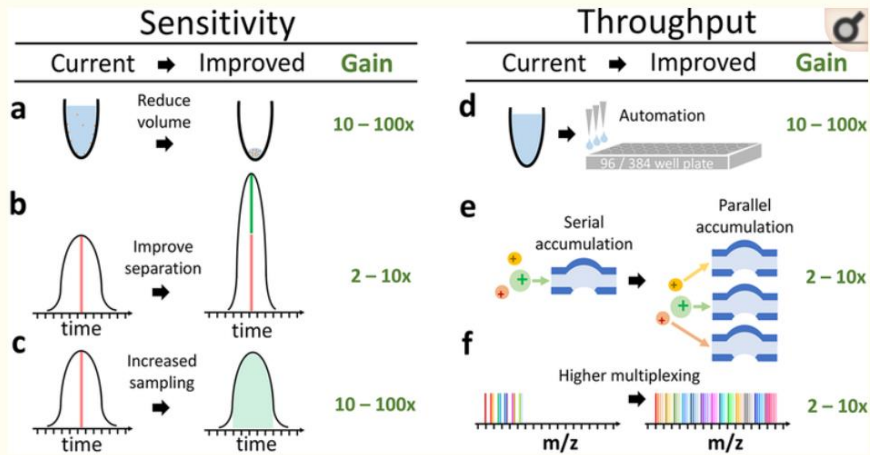 Sensitivity
Current Improved Gain
a
Reduce
volume
10 – 100x
b
Improve
separation
2 – 10x
time
time
c
Increased
sampling
10 – 100x
time
time
Throughput
Current Improved Gain
d
Automation
96 / 384 well plate
10 – 100x
e
Serial
accumulation
Parallel
accumulation
+
+
+
+
+
+
2 – 10x
f
Higher multiplexing
2 – 10x
m/z
m/z